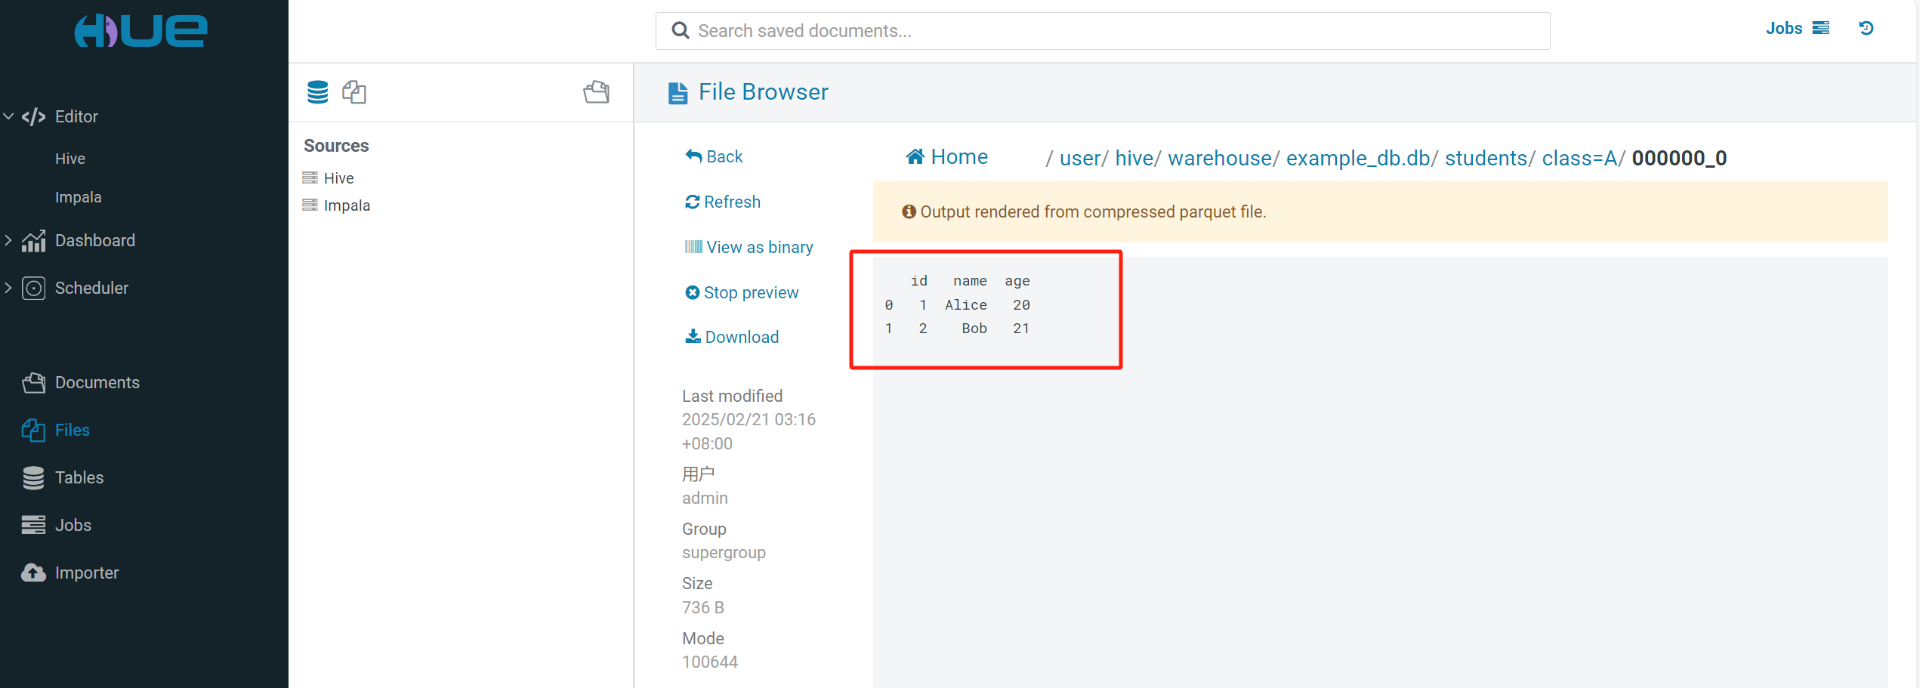 HUE
Search saved documents...
Jobs
Editor
Hive
Impala
Dashboard
Scheduler
Documents
Files
Tables
Jobs
Importer
Sources
Hive
Impala
File Browser
Back
Refresh
View as binary
Stop preview
Download
Last modified
2025/02/21 03:16
+08:00
用户
admin
Group
supergroup
Size
736 B
Mode
100644
Home / user/ hive/ warehouse/ example_db.db/ students/ class=A/ 000000_0
Output rendered from compressed parquet file.
id name age
0 1 Alice 20
1 2 Bob 21